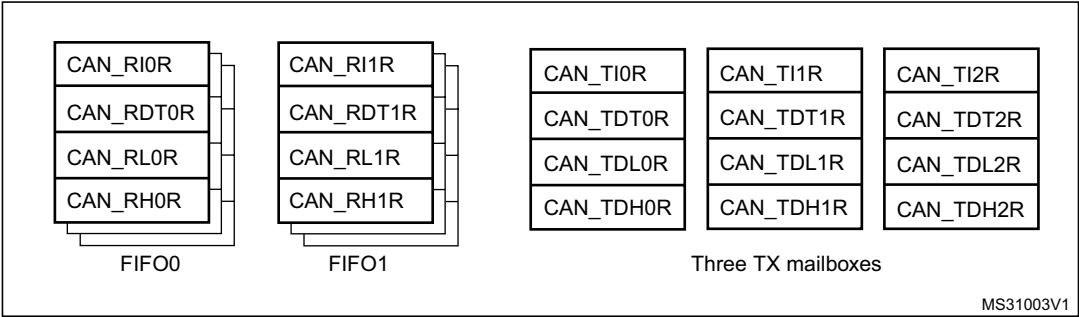 CAN_RI0R
CAN_RDT0R
CAN_RL0R
CAN_RH0R
FIFO0
CAN_RI1R
CAN_RDT1R
CAN_RL1R
CAN_RH1R
FIFO1
CAN_TI0R
CAN_TDT0R
CAN_TDL0R
CAN_TDH0R
CAN_TI1R
CAN_TDT1R
CAN_TDL1R
CAN_TDH1R
CAN_TI2R
CAN_TDT2R
CAN_TDL2R
CAN_TDH2R
Three TX mailboxes
MS31003V1